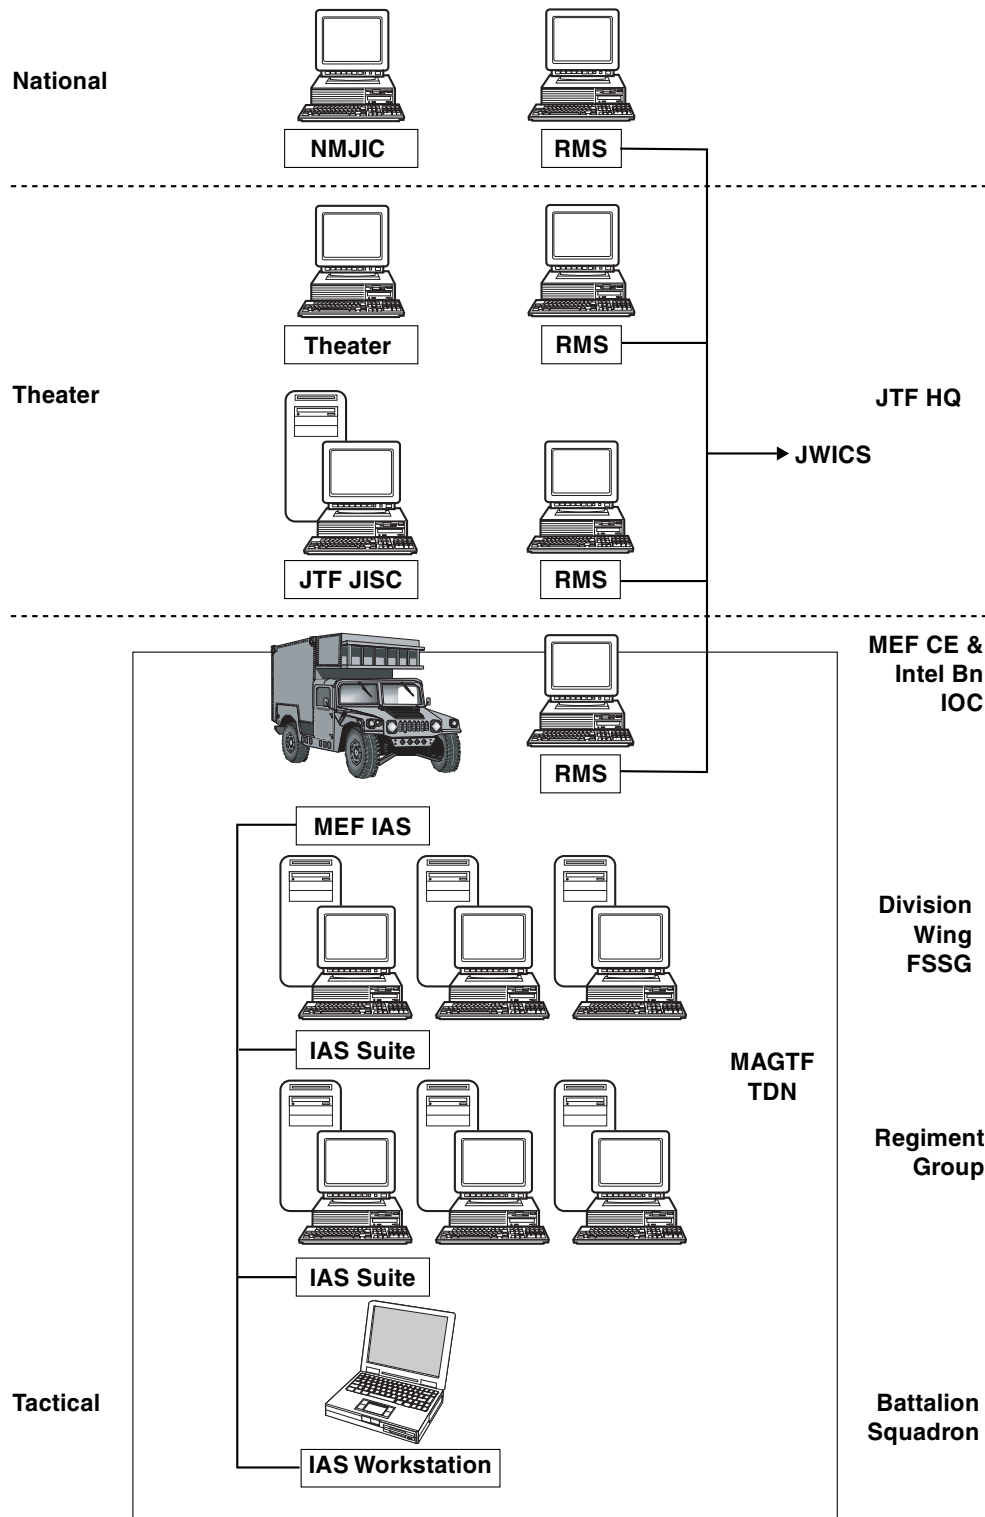 National
NMJIC
RMS
Theater
RMS
Theater
JTF HQ
JWICS
JTF JISC
RMS
MEF CE &
Intel Bn
IOC
RMS
MEF IAS
Division
Wing
FSSG
IAS Suite
MAGTF
TDN
Regiment
Group
IAS Suite
Tactical
Battalion
Squadron
IAS Workstation